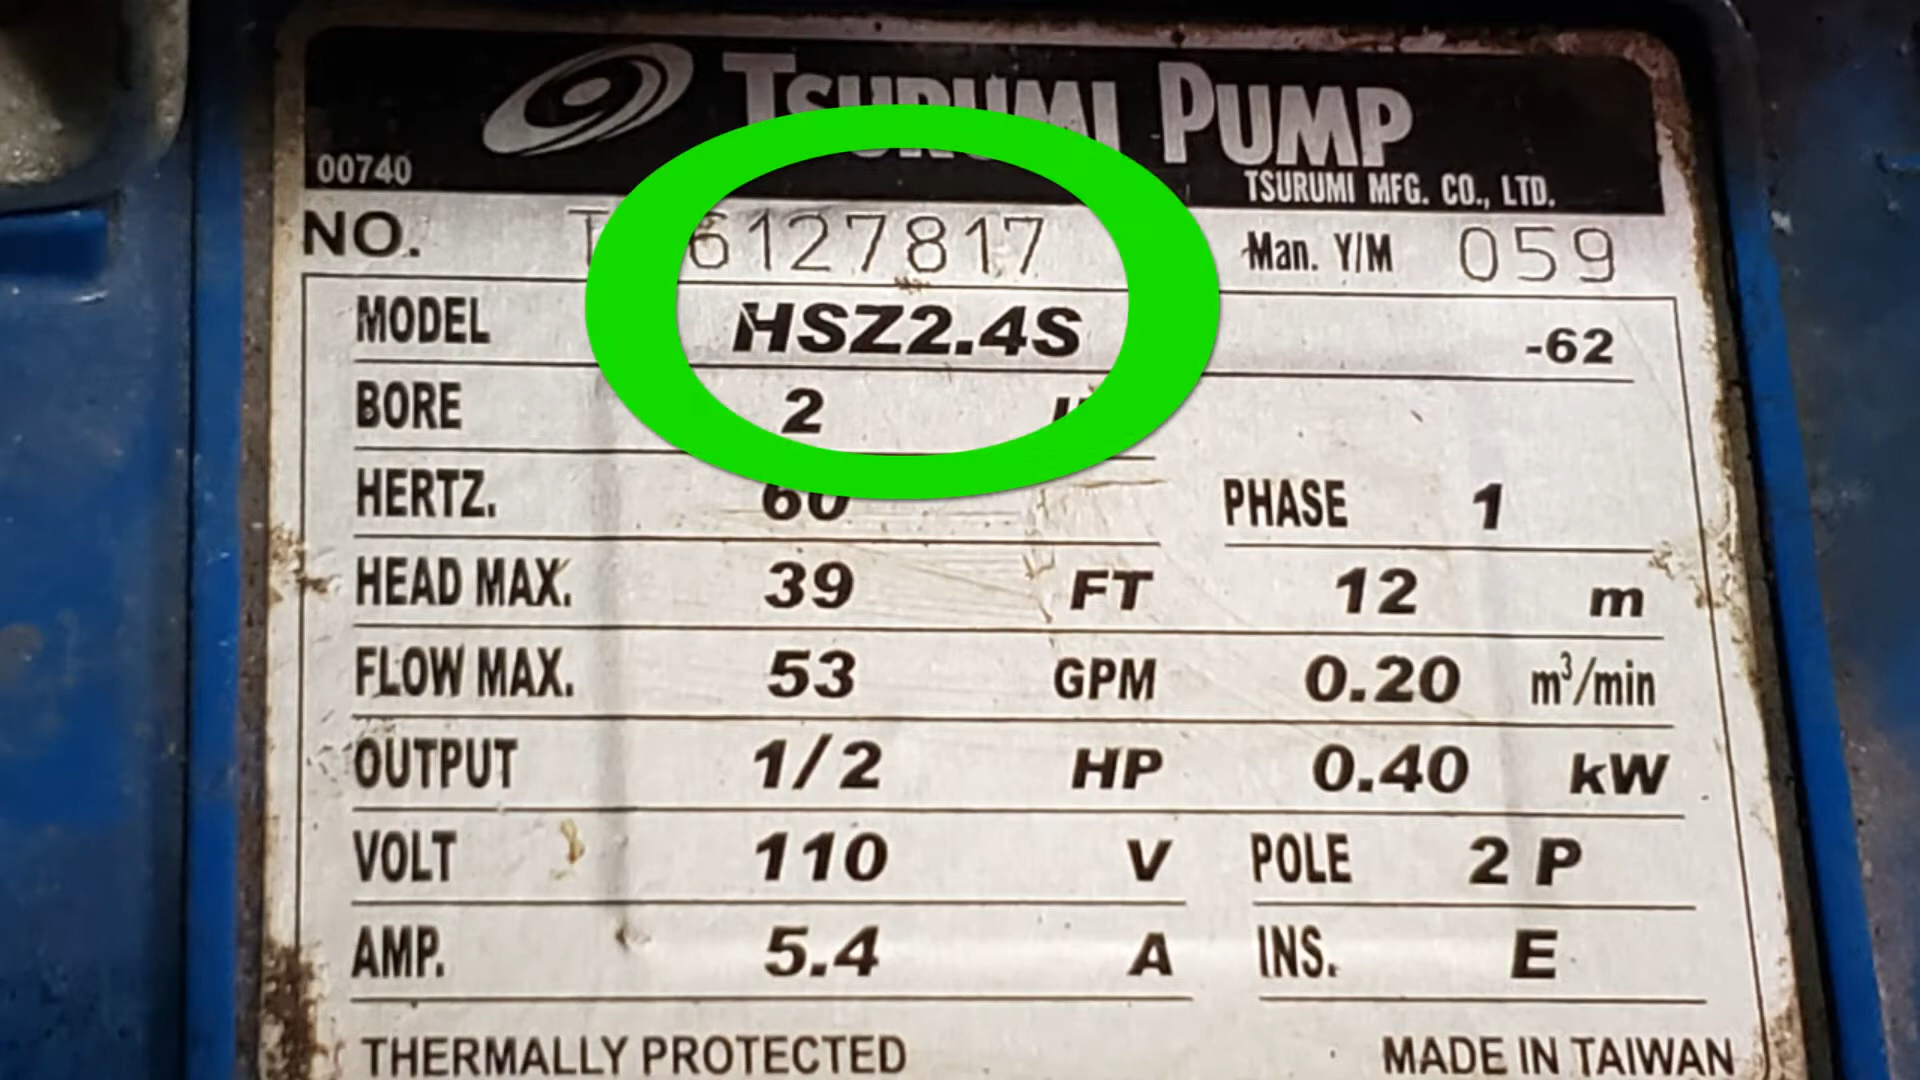 TSURUMI PUMP
00740 TSURUMI MFG. CO., LTD.
NO. 6127817 Man. Y/M 059
MODEL HSZ2.4S -62
BORE 2
HERTZ. 60 PHASE 1
HEAD MAX. 39 FT 12 m
FLOW MAX. 53 GPM 0.20 m³/min
OUTPUT 1/2 HP 0.40 kW
VOLT 110 V POLE 2 P
AMP. 5.4 A INS. E
THERMALLY PROTECTED MADE IN TAIWAN